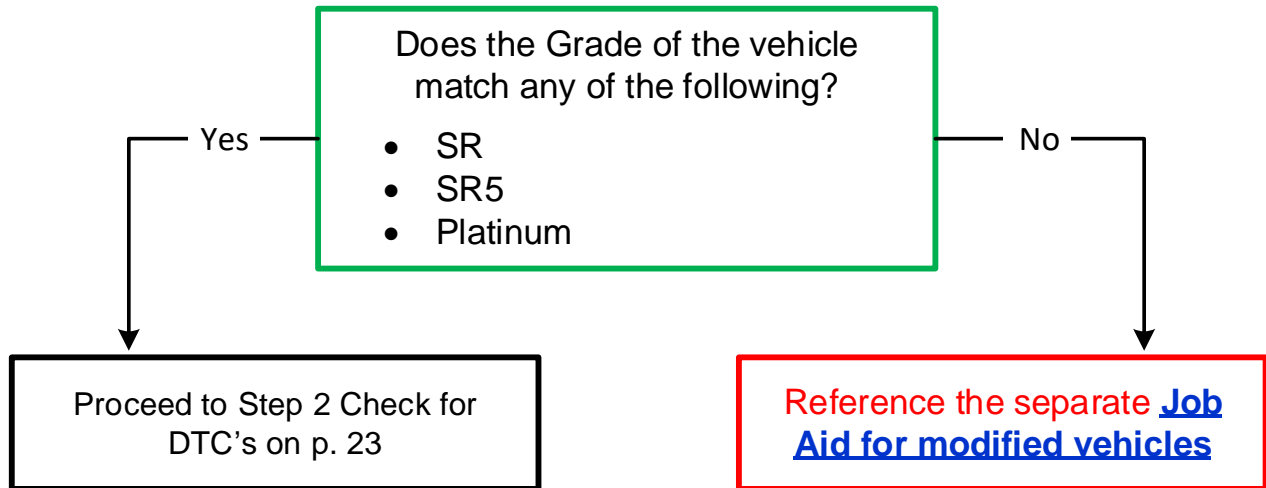 Does the Grade of the vehicle
match any of the following?
• SR
• SR5
• Platinum
Yes
No
Proceed to Step 2 Check for
DTC's on p. 23
Reference the separate Job
Aid for modified vehicles